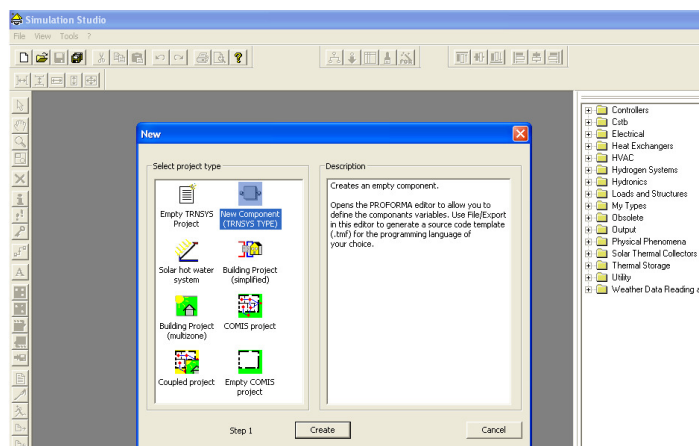 Simulation Studio
File View Tools ?
New
Select project type
Empty TRNSYS
Project
New Component
(TRNSYS TYPE)
Solar hot water
system
Building Project
(simplified)
Building Project
(multizone)
COMIS project
Coupled project
Empty COMIS
project
Description
Creates an empty component.
Opens the PROFORMA editor to allow you to
define the componants variables. Use File/Export
in this editor to generate a source code template
(.tmf) for the programming language of
your choice.
Step 1
Create
Cancel
Controllers
Cstb
Electrical
Heat Exchangers
HVAC
Hydrogen Systems
Hydronics
Loads and Structures
My Types
Obsolete
Output
Physical Phenomena
Solar Thermal Collectors
Thermal Storage
Utility
Weather Data Reading a